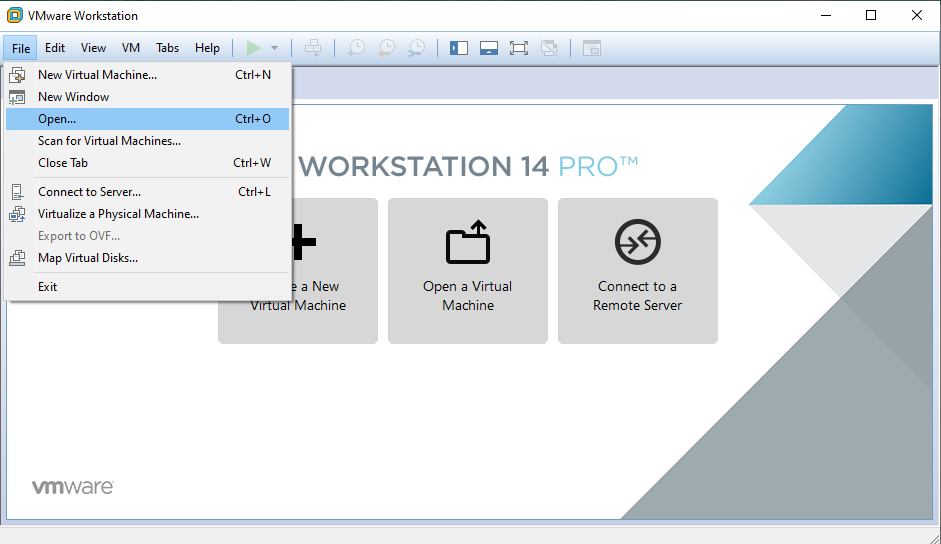 VMware Workstation
File Edit View VM Tabs Help
New Virtual Machine... Ctrl+N
New Window
Open... Ctrl+O
Scan for Virtual Machines...
Close Tab Ctrl+W
Connect to Server... Ctrl+L
Virtualize a Physical Machine...
Export to OVF...
Map Virtual Disks...
Exit
WORKSTATION 14 PRO™
a New
Virtual Machine
Open a Virtual
Machine
Connect to a
Remote Server
vmware